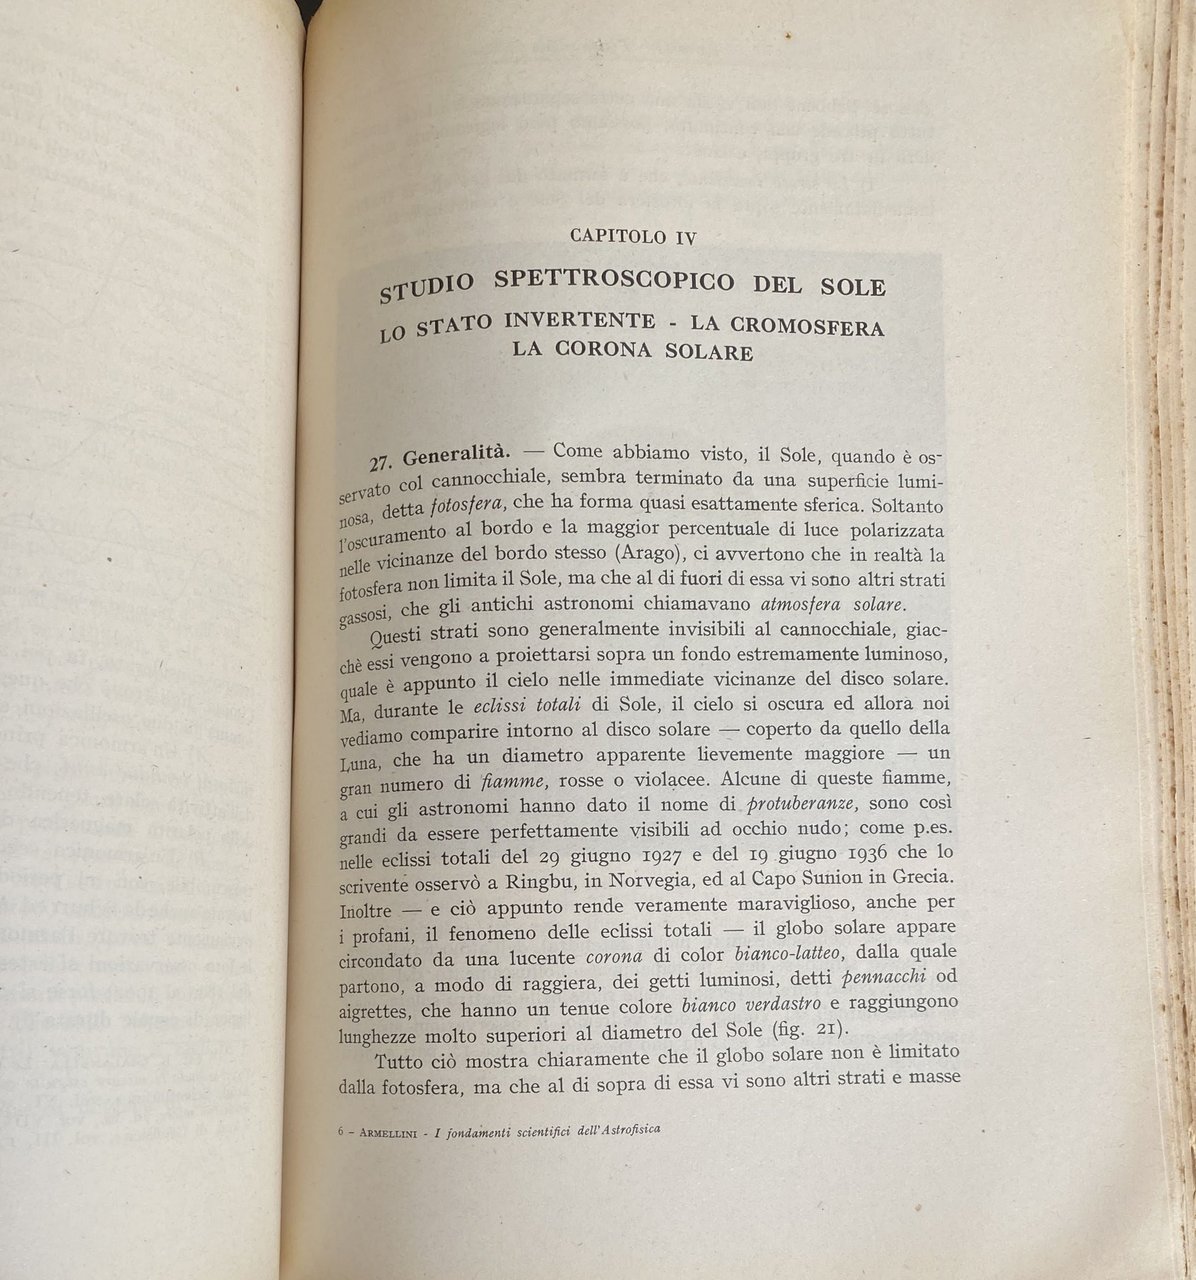 CAPITOLO IV
STUDIO SPETTROSCOPICO DEL SOLE
LO STATO INVERTENTE - LA CROMOSFERA
LA CORONA SOLARE
27. Generalità. — Come abbiamo visto, il Sole, quando è os-
servato col cannocchiale, sembra terminato da una superficie lumi-
nosa, detta fotosfera, che ha forma quasi esattamente sferica. Soltanto
l'oscuramento al bordo e la maggior percentuale di luce polarizzata
nelle vicinanze del bordo stesso (Arago), ci avvertono che in realtà la
fotosfera non limita il Sole, ma che al di fuori di essa vi sono altri strati
gassosi, che gli antichi astronomi chiamavano atmosfera solare.
Questi strati sono generalmente invisibili al cannocchiale, giac-
chè essi vengono a proiettarsi sopra un fondo estremamente luminoso,
quale è appunto il cielo nelle immediate vicinanze del disco solare.
Ma, durante le eclissi totali di Sole, il cielo si oscura ed allora noi
vediamo comparire intorno al disco solare — coperto da quello della
Luna, che ha un diametro apparente lievemente maggiore — un
gran numero di fiamme, rosse o violacee. Alcune di queste fiamme,
a cui gli astronomi hanno dato il nome di protuberanze, sono così
grandi da essere perfettamente visibili ad occhio nudo; come p.es.
nelle eclissi totali del 29 giugno 1927 e del 19 giugno 1936 che lo
scrivente osservò a Ringbu, in Norvegia, ed al Capo Sunion in Grecia.
Inoltre — e ciò appunto rende veramente maraviglioso, anche per
i profani, il fenomeno delle eclissi totali — il globo solare appare
circondato da una lucente corona di color bianco-latteo, dalla quale
partono, a modo di raggiera, dei getti luminosi, detti pennacchi od
aigrettes, che hanno un tenue colore bianco verdastro e raggiungono
lunghezze molto superiori al diametro del Sole (fig. 21).
Tutto ciò mostra chiaramente che il globo solare non è limitato
dalla fotosfera, ma che al di sopra di essa vi sono altri strati e masse
6 - ARMELLINI - I fondamenti scientifici dell'Astrofisica